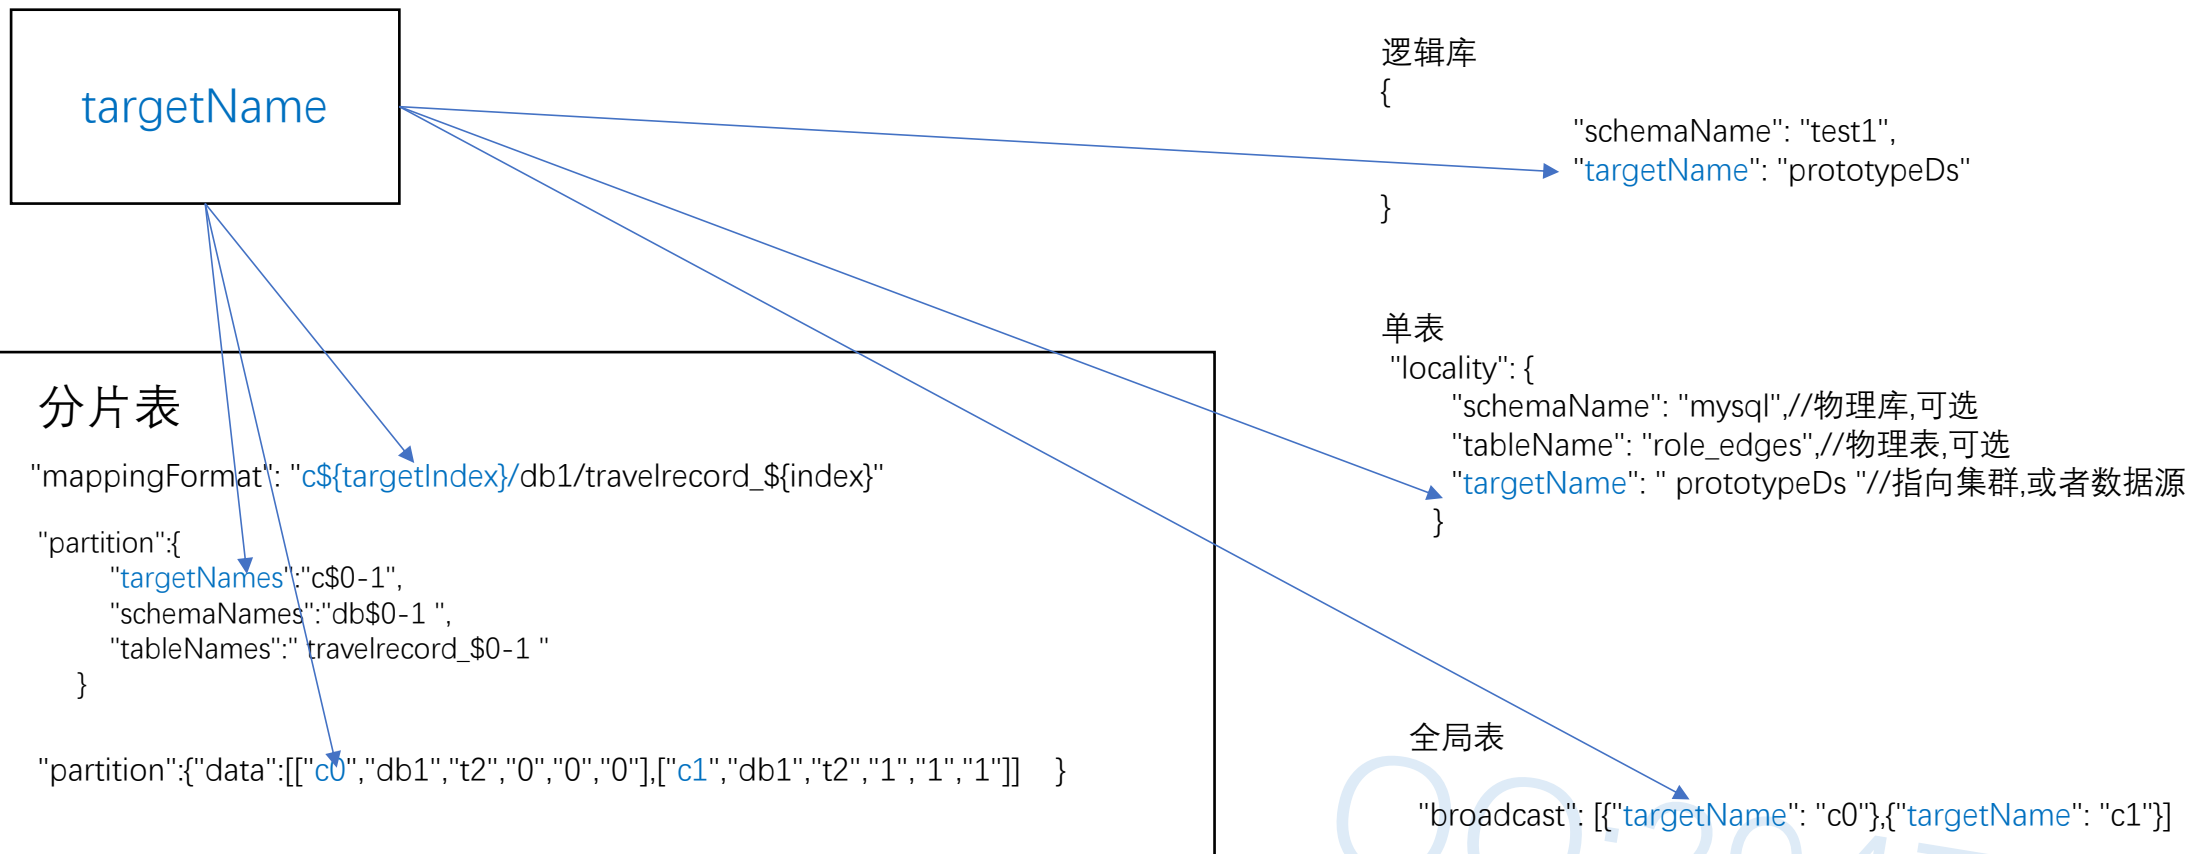 targetName
逻辑库
{
"schemaName": "test1",
"targetName": "prototypeDs"
}
单表
"locality": {
"schemaName": "mysql",//物理库,可选
"tableName": "role_edges",//物理表,可选
"targetName": " prototypeDs "//指向集群,或者数据源
}
分片表
"mappingFormat": "c${targetIndex}/db1/travelrecord_${index}"
"partition":{
"targetNames":"c$0-1",
"schemaNames":"db$0-1 ",
"tableNames":" travelrecord_$0-1 "
}
"partition":{"data":[["c0","db1","t2","0","0","0"],["c1","db1","t2","1","1","1"]] }
全局表
"broadcast": [{"targetName": "c0"},{"targetName": "c1"}]